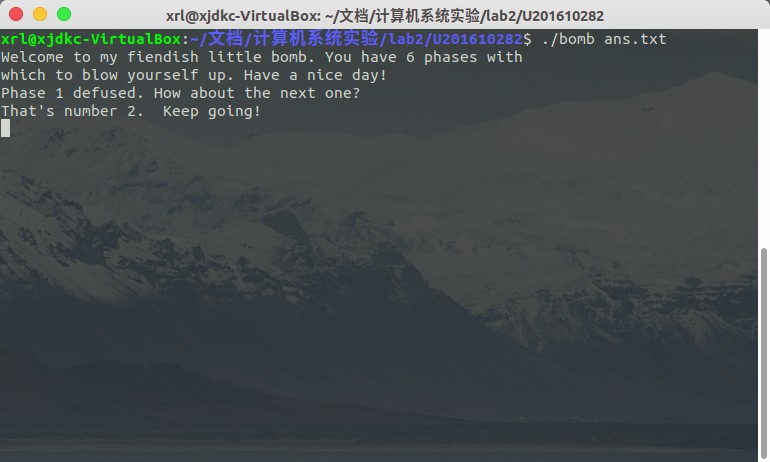 xrl@xjdkc-VirtualBox: ~/文档/计算机系统实验/lab2/U201610282
xrl@xjdkc-VirtualBox:~/文档/计算机系统实验/lab2/U201610282$ ./bomb ans.txt
Welcome to my fiendish little bomb. You have 6 phases with
which to blow yourself up. Have a nice day!
Phase 1 defused. How about the next one?
That's number 2.  Keep going!